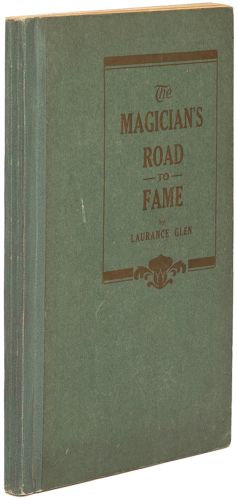 The
MAGICIAN'S
ROAD
TO
FAME
by
LAURANCE GLEN